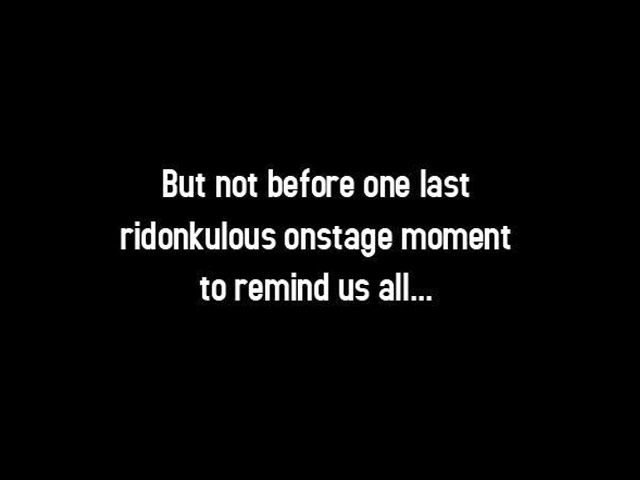 But not before one last
ridonkulous onstage moment
to remind us all...